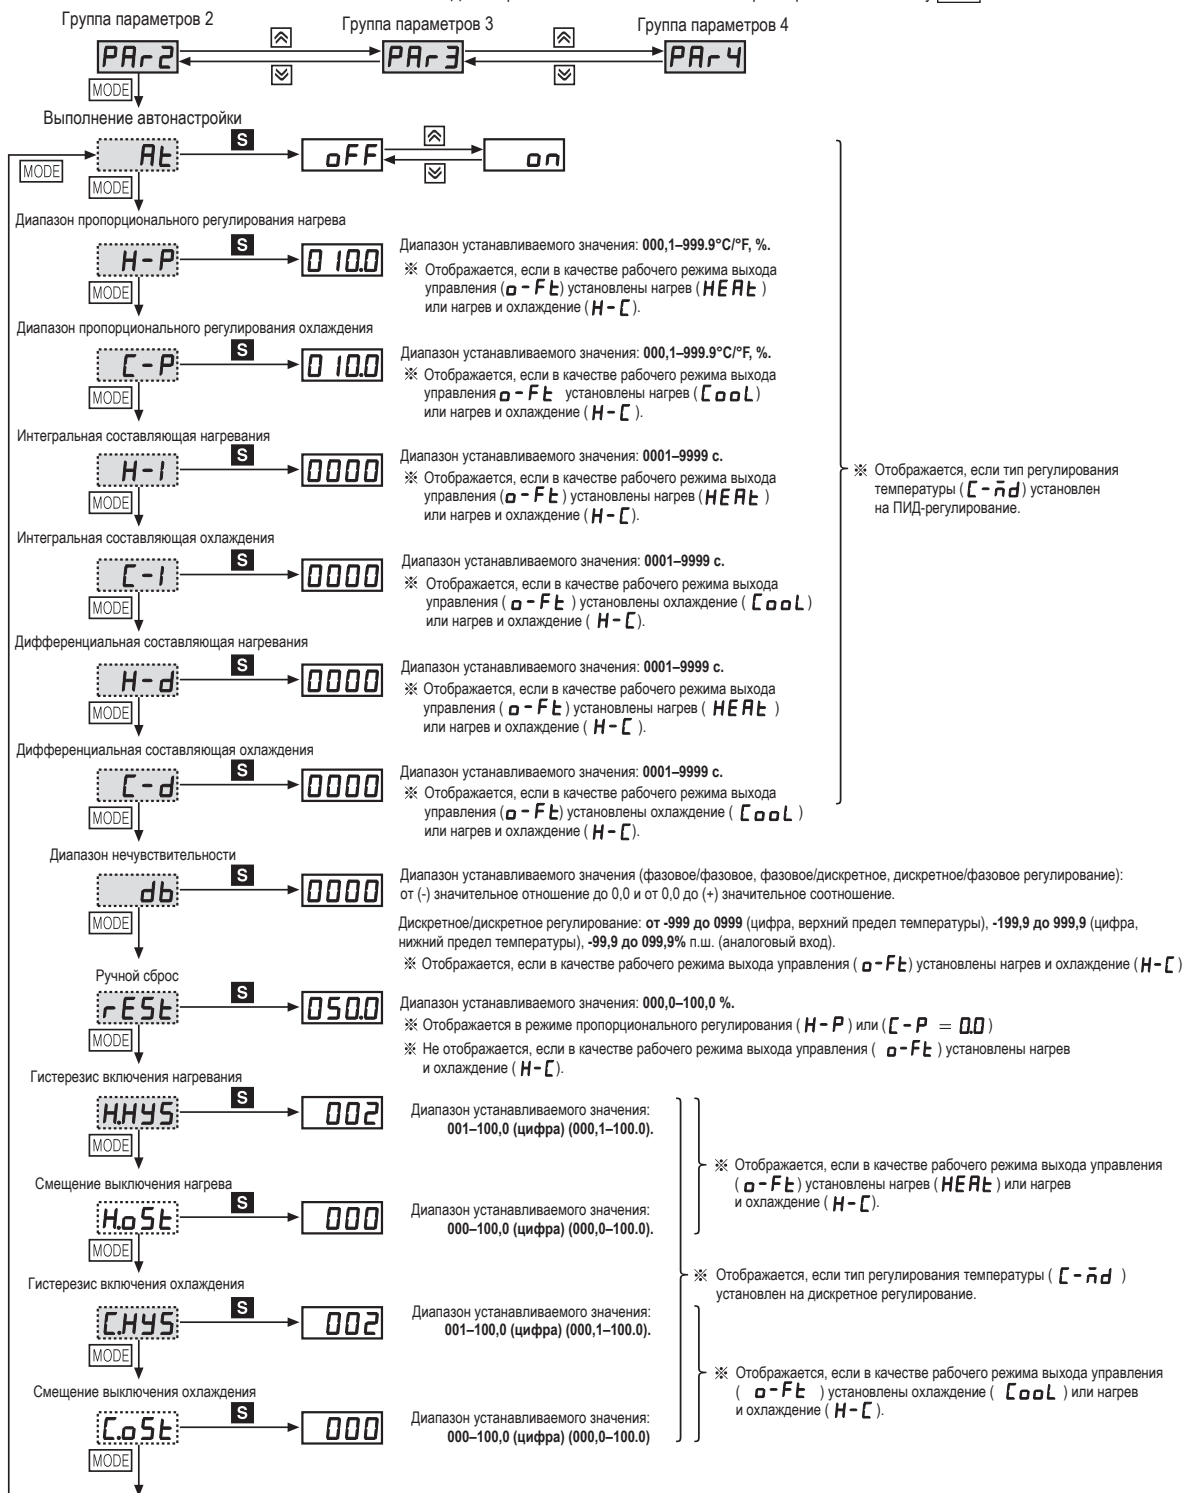 Группа параметров 2
Группа параметров 3
Группа параметров 4
PAr2
PAr3
PAr4
MODE
Выполнение автонастройки
MODE
At
S
oFF
on
MODE
Диапазон пропорционального регулирования нагрева
H-P
S
010.0
Диапазон устанавливаемого значения: 000,1–999.9°C/°F, %.
※ Отображается, если в качестве рабочего режима выхода
управления (o-Ft) установлены нагрев (HEAt)
или нагрев и охлаждение (H-C).
MODE
Диапазон пропорционального регулирования охлаждения
C-P
S
010.0
Диапазон устанавливаемого значения: 000,1–999.9°C/°F, %.
※ Отображается, если в качестве рабочего режима выхода
управления o-Ft установлены нагрев (CooL)
или нагрев и охлаждение (H-C).
MODE
Интегральная составляющая нагревания
H-I
S
0000
Диапазон устанавливаемого значения: 0001–9999 с.
※ Отображается, если в качестве рабочего режима выхода
управления (o-Ft) установлены нагрев (HEAt)
или нагрев и охлаждение (H-C).
MODE
※ Отображается, если тип регулирования
температуры (C-md) установлен
на ПИД-регулирование.
Интегральная составляющая охлаждения
C-I
S
0000
Диапазон устанавливаемого значения: 0001–9999 с.
※ Отображается, если в качестве рабочего режима выхода
управления (o-Ft) установлены охлаждение (CooL)
или нагрев и охлаждение (H-C).
MODE
Дифференциальная составляющая нагревания
H-d
S
0000
Диапазон устанавливаемого значения: 0001–9999 с.
※ Отображается, если в качестве рабочего режима выхода
управления (o-Ft) установлены нагрев (HEAt)
или нагрев и охлаждение (H-C).
MODE
Дифференциальная составляющая охлаждения
C-d
S
0000
Диапазон устанавливаемого значения: 0001–9999 с.
※ Отображается, если в качестве рабочего режима выхода
управления (o-Ft) установлены охлаждение (CooL)
или нагрев и охлаждение (H-C).
MODE
Диапазон нечувствительности
db
S
0000
Диапазон устанавливаемого значения (фазовое/фазовое, фазовое/дискретное, дискретное/фазовое регулирование):
от (-) значительное отношение до 0,0 и от 0,0 до (+) значительное соотношение.
Дискретное/дискретное регулирование: от -999 до 0999 (цифра, верхний предел температуры), -199,9 до 999,9 (цифра,
нижний предел температуры), -99,9 до 099,9% п.ш. (аналоговый вход).
※ Отображается, если в качестве рабочего режима выхода управления (o-Ft) установлены нагрев и охлаждение (H-C)
MODE
Ручной сброс
rESt
S
050.0
Диапазон устанавливаемого значения: 000,0–100,0 %.
※ Отображается в режиме пропорционального регулирования (H-P) или (C-P = 0.0)
※ Не отображается, если в качестве рабочего режима выхода управления (o-Ft) установлены нагрев
и охлаждение (H-C).
MODE
Гистерезис включения нагревания
H.HYS
S
002
Диапазон устанавливаемого значения:
001–100,0 (цифра) (000,1–100.0).
MODE
※ Отображается, если в качестве рабочего режима выхода управления
(o-Ft) установлены нагрев (HEAt) или нагрев
и охлаждение (H-C).
Смещение выключения нагрева
H.oSt
S
000
Диапазон устанавливаемого значения:
000–100,0 (цифра) (000,0–100.0).
MODE
※ Отображается, если тип регулирования температуры (C-md)
установлен на дискретное регулирование.
Гистерезис включения охлаждения
C.HYS
S
002
Диапазон устанавливаемого значения:
001–100,0 (цифра) (000,1–100.0).
MODE
※ Отображается, если в качестве рабочего режима выхода управления
(o-Ft) установлены охлаждение (CooL) или нагрев
и охлаждение (H-C).
Смещение выключения охлаждения
C.oSt
S
000
Диапазон устанавливаемого значения:
000–100,0 (цифра) (000,0–100.0)
MODE